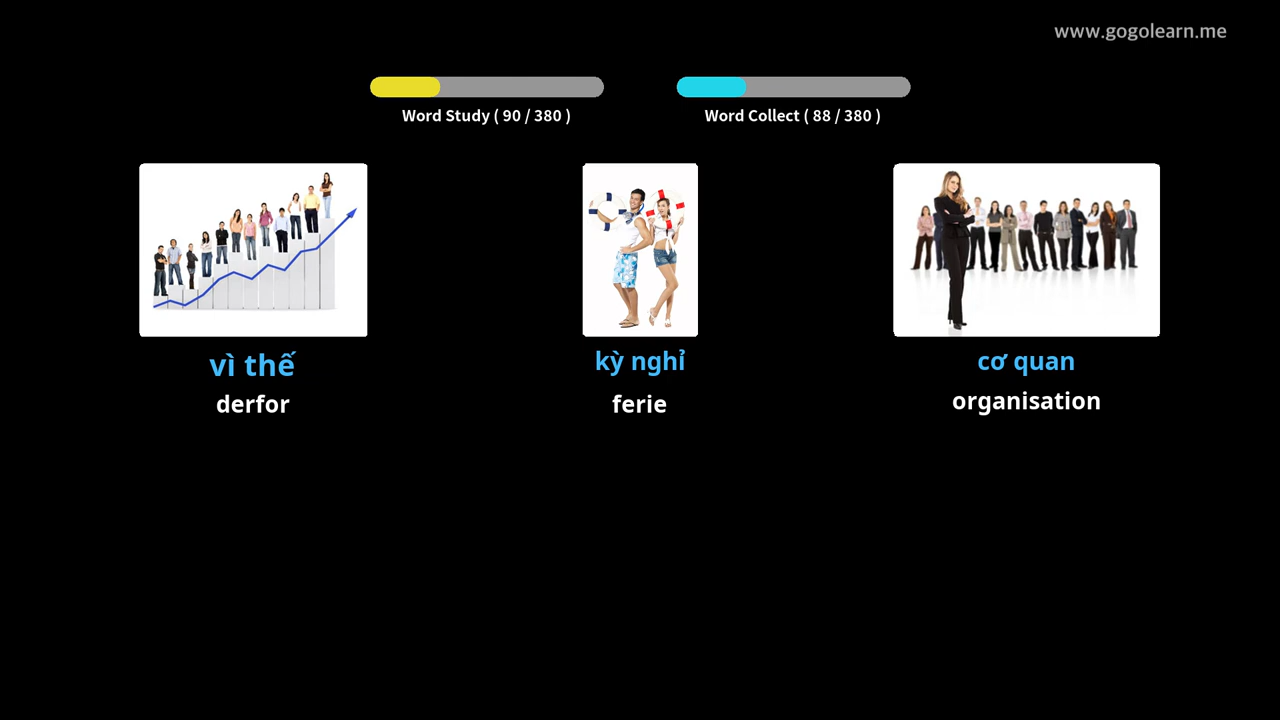 www.gogolearn.me
Word Study ( 90 / 380 )
Word Collect ( 88 / 380 )
vì thế
derfor
kỳ nghỉ
ferie
cơ quan
organisation